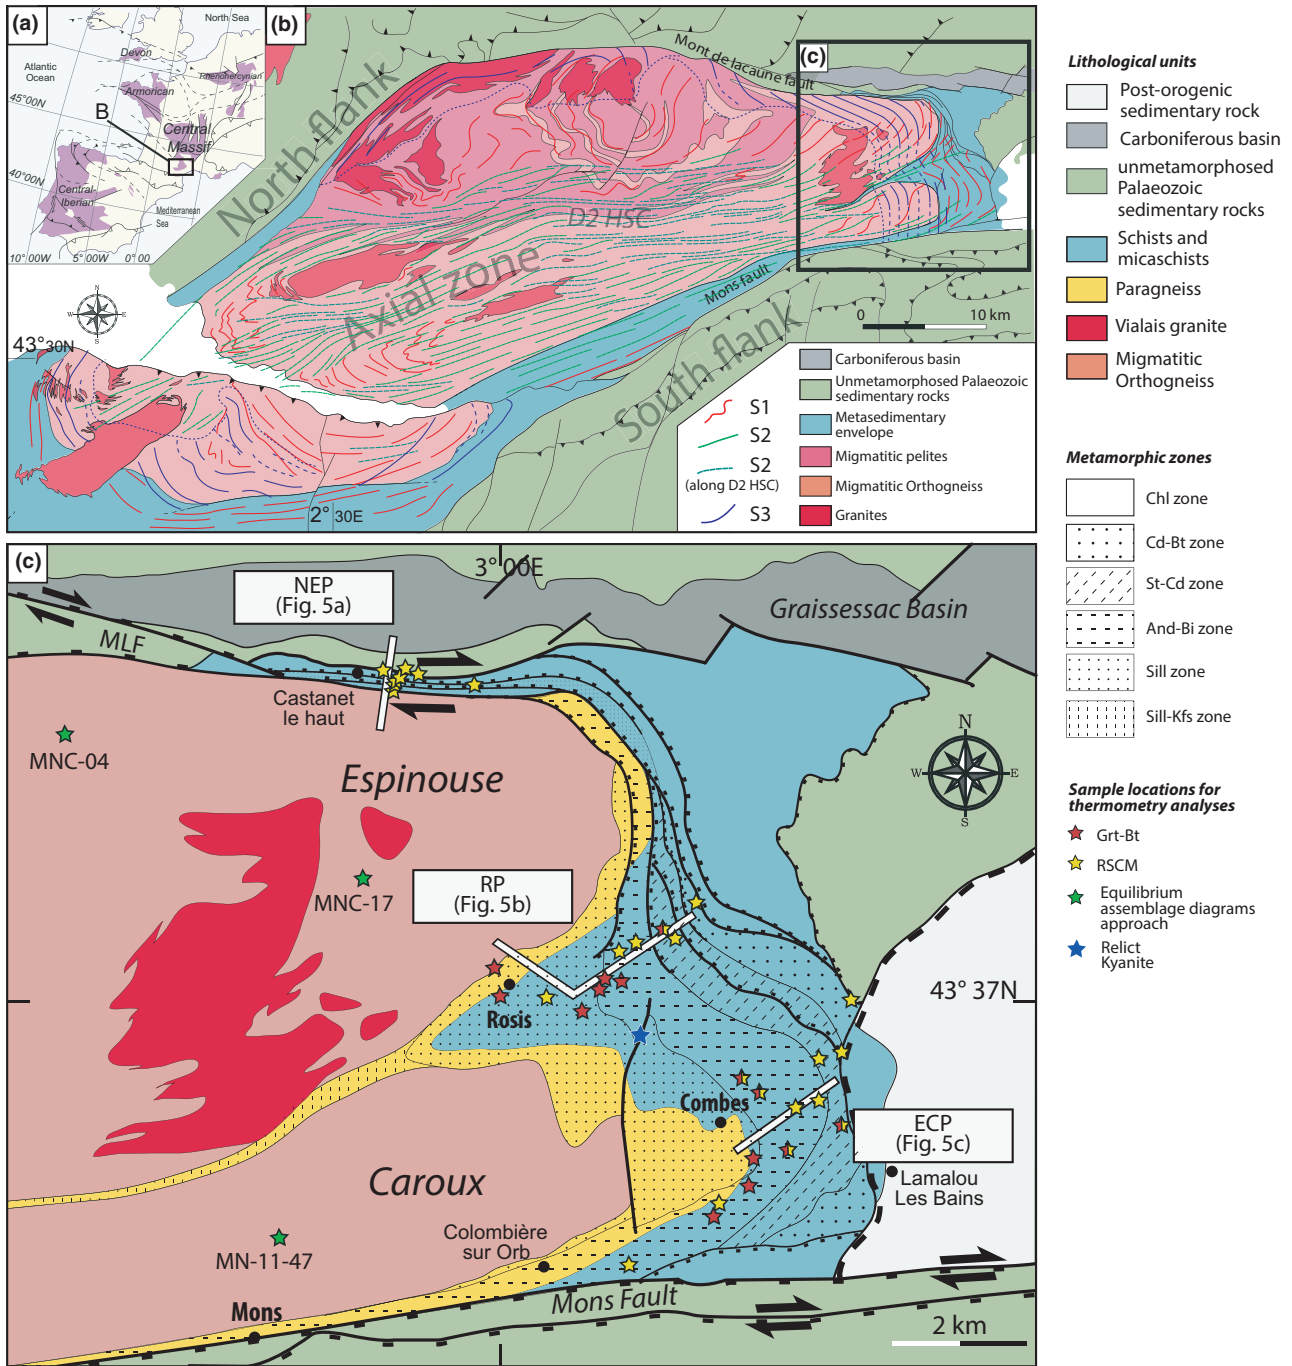 (a)
North Sea
Devon
Rhenohercynian
Atlantic
Ocean
Armorican
45°00N
B
Central
Massif
40°00N
Central-
Iberian
Mediterranean
Sea
10°00W
5°00W
0°00
(b)
Mont de lacaune fault
(c)
North flank
D2 HSC
Axial zone
Mons fault
South flank
0
10 km
N
W
E
S
43°30N
2° 30E
S1
S2
S2
(along D2 HSC)
S3
Carboniferous basin
Unmetamorphosed Palaeozoic
sedimentary rocks
Metasedimentary
envelope
Migmatitic pelites
Migmatitic Orthogneiss
Granites
Lithological units
Post-orogenic
sedimentary rock
Carboniferous basin
unmetamorphosed
Palaeozoic
sedimentary rocks
Schists and
micaschists
Paragneiss
Vialais granite
Migmatitic
Orthogneiss
Metamorphic zones
Chl zone
Cd-Bt zone
St-Cd zone
And-Bi zone
Sill zone
Sill-Kfs zone
Sample locations for
thermometry analyses
Grt-Bt
RSCM
Equilibrium
assemblage diagrams
approach
Relict
Kyanite
(c)
NEP
(Fig. 5a)
3° 00E
Graissessac Basin
MLF
Castanet
le haut
MNC-04
Espinouse
N
W
E
S
MNC-17
RP
(Fig. 5b)
43° 37N
Rosis
Combes
ECP
(Fig. 5c)
Caroux
Lamalou
Les Bains
Colombière
sur Orb
MN-11-47
Mons
Mons Fault
2 km